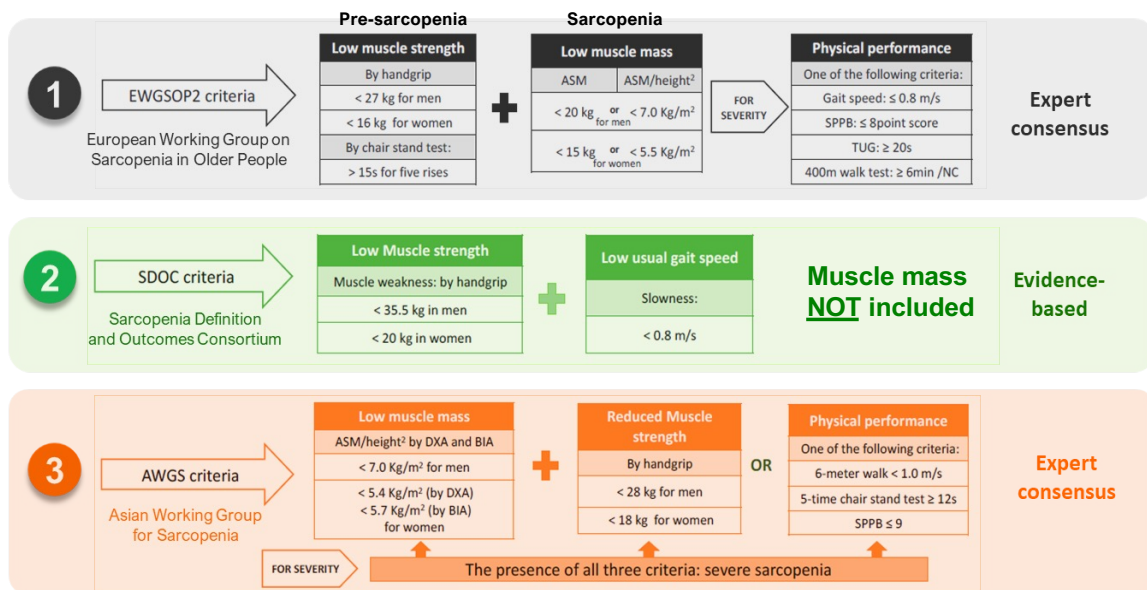 Pre-sarcopenia
Sarcopenia
1
EWGSOP2 criteria
European Working Group on
Sarcopenia in Older People
Low muscle strength
By handgrip
< 27 kg for men
< 16 kg for women
By chair stand test:
> 15s for five rises
Low muscle mass
ASM
ASM/height²
< 20 kg or < 7.0 Kg/m²
for men
< 15 kg or < 5.5 Kg/m²
for women
FOR
SEVERITY
Physical performance
One of the following criteria:
Gait speed: ≤ 0.8 m/s
SPPB: ≤ 8point score
TUG: ≥ 20s
400m walk test: ≥ 6min /NC
Expert
consensus
2
SDOC criteria
Sarcopenia Definition
and Outcomes Consortium
Low Muscle strength
Muscle weakness: by handgrip
< 35.5 kg in men
< 20 kg in women
Low usual gait speed
Slowness:
< 0.8 m/s
Muscle mass
NOT included
Evidence-
based
3
AWGS criteria
Asian Working Group
for Sarcopenia
Low muscle mass
ASM/height² by DXA and BIA
< 7.0 Kg/m² for men
< 5.4 Kg/m² (by DXA)
< 5.7 Kg/m² (by BIA)
for women
Reduced Muscle
strength
By handgrip
< 28 kg for men
< 18 kg for women
OR
Physical performance
One of the following criteria:
6-meter walk < 1.0 m/s
5-time chair stand test ≥ 12s
SPPB ≤ 9
Expert
consensus
FOR SEVERITY
The presence of all three criteria: severe sarcopenia